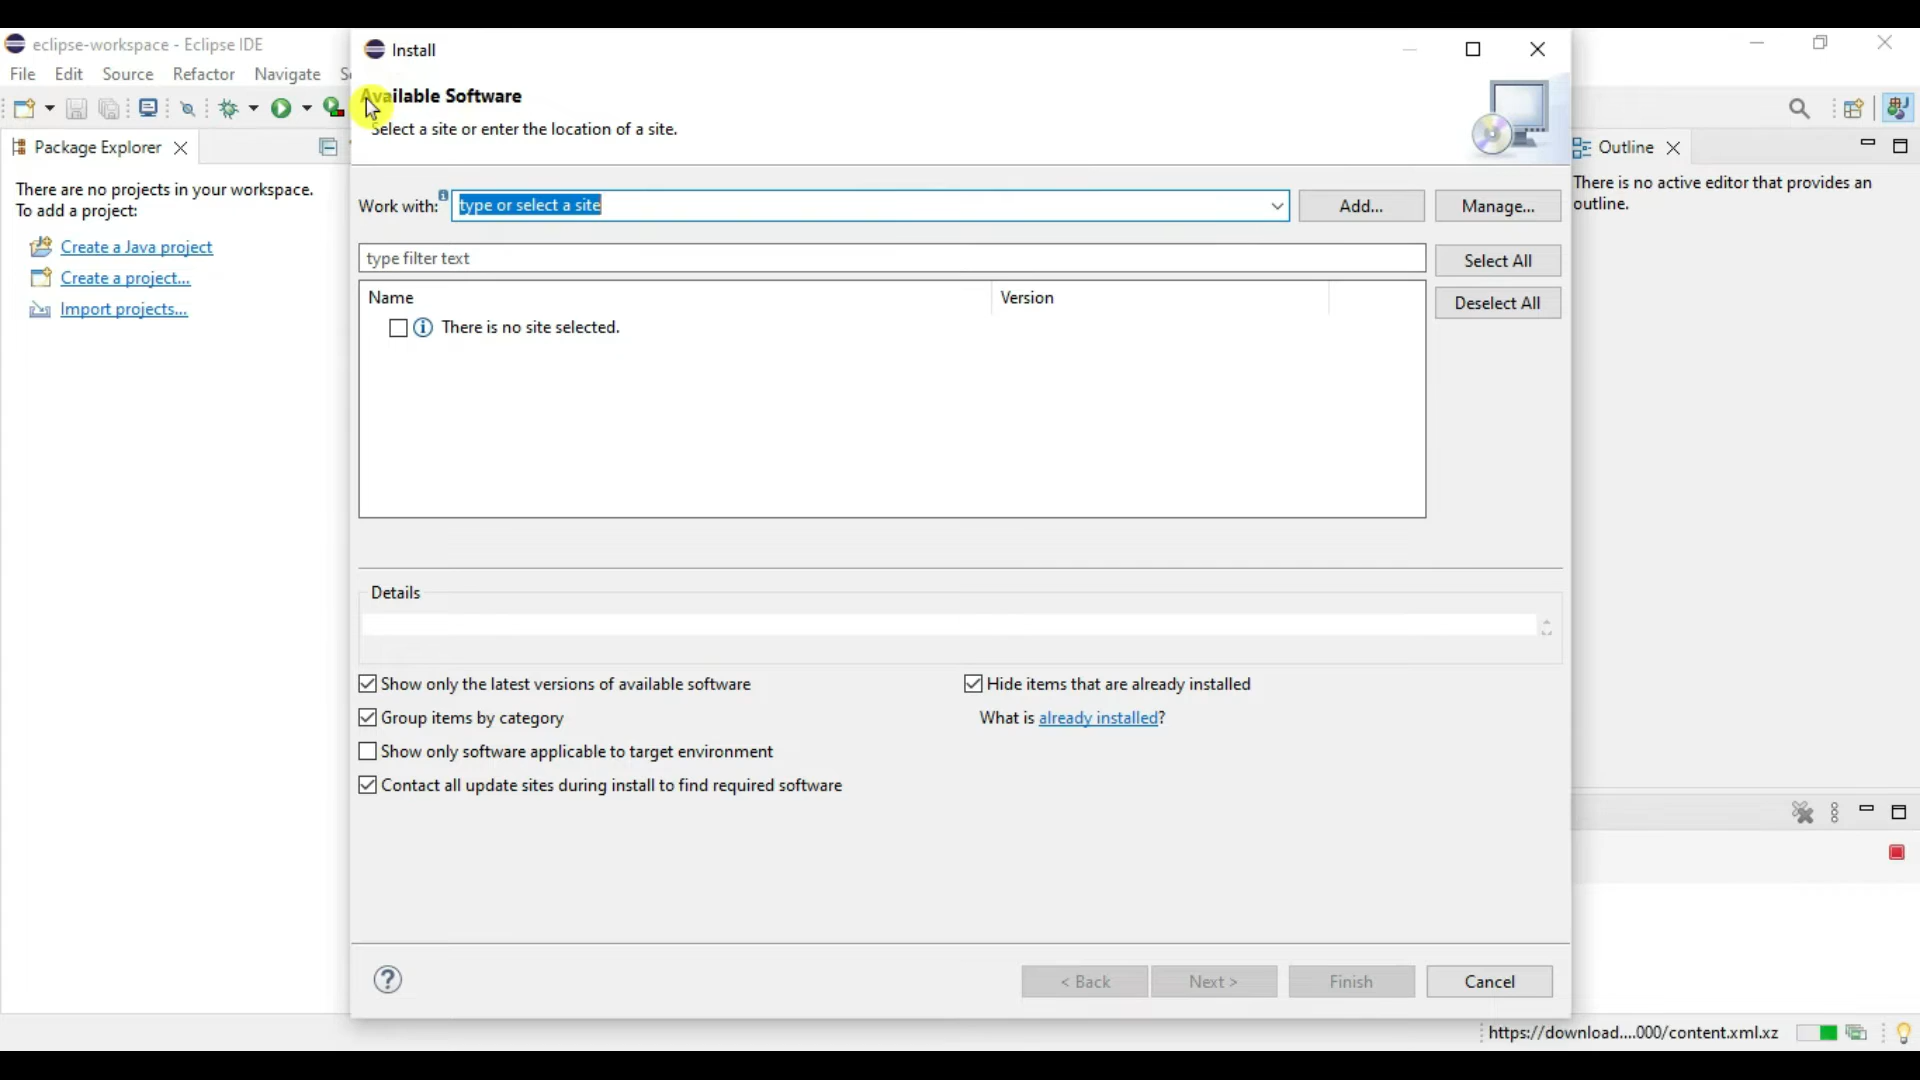 eclipse-workspace - Eclipse IDE
File Edit Source Refactor Navigate
Package Explorer
There are no projects in your workspace.
To add a project:
Create a Java project
Create a project...
Import projects...
Install
Available Software
Select a site or enter the location of a site.
Work with: type or select a site Add... Manage...
type filter text Select All
Deselect All
Name Version
There is no site selected.
Details
Show only the latest versions of available software
Hide items that are already installed
Group items by category
What is already installed?
Show only software applicable to target environment
Contact all update sites during install to find required software
< Back Next > Finish Cancel
Outline
There is no active editor that provides an
outline.
https://download....000/content.xml.xz